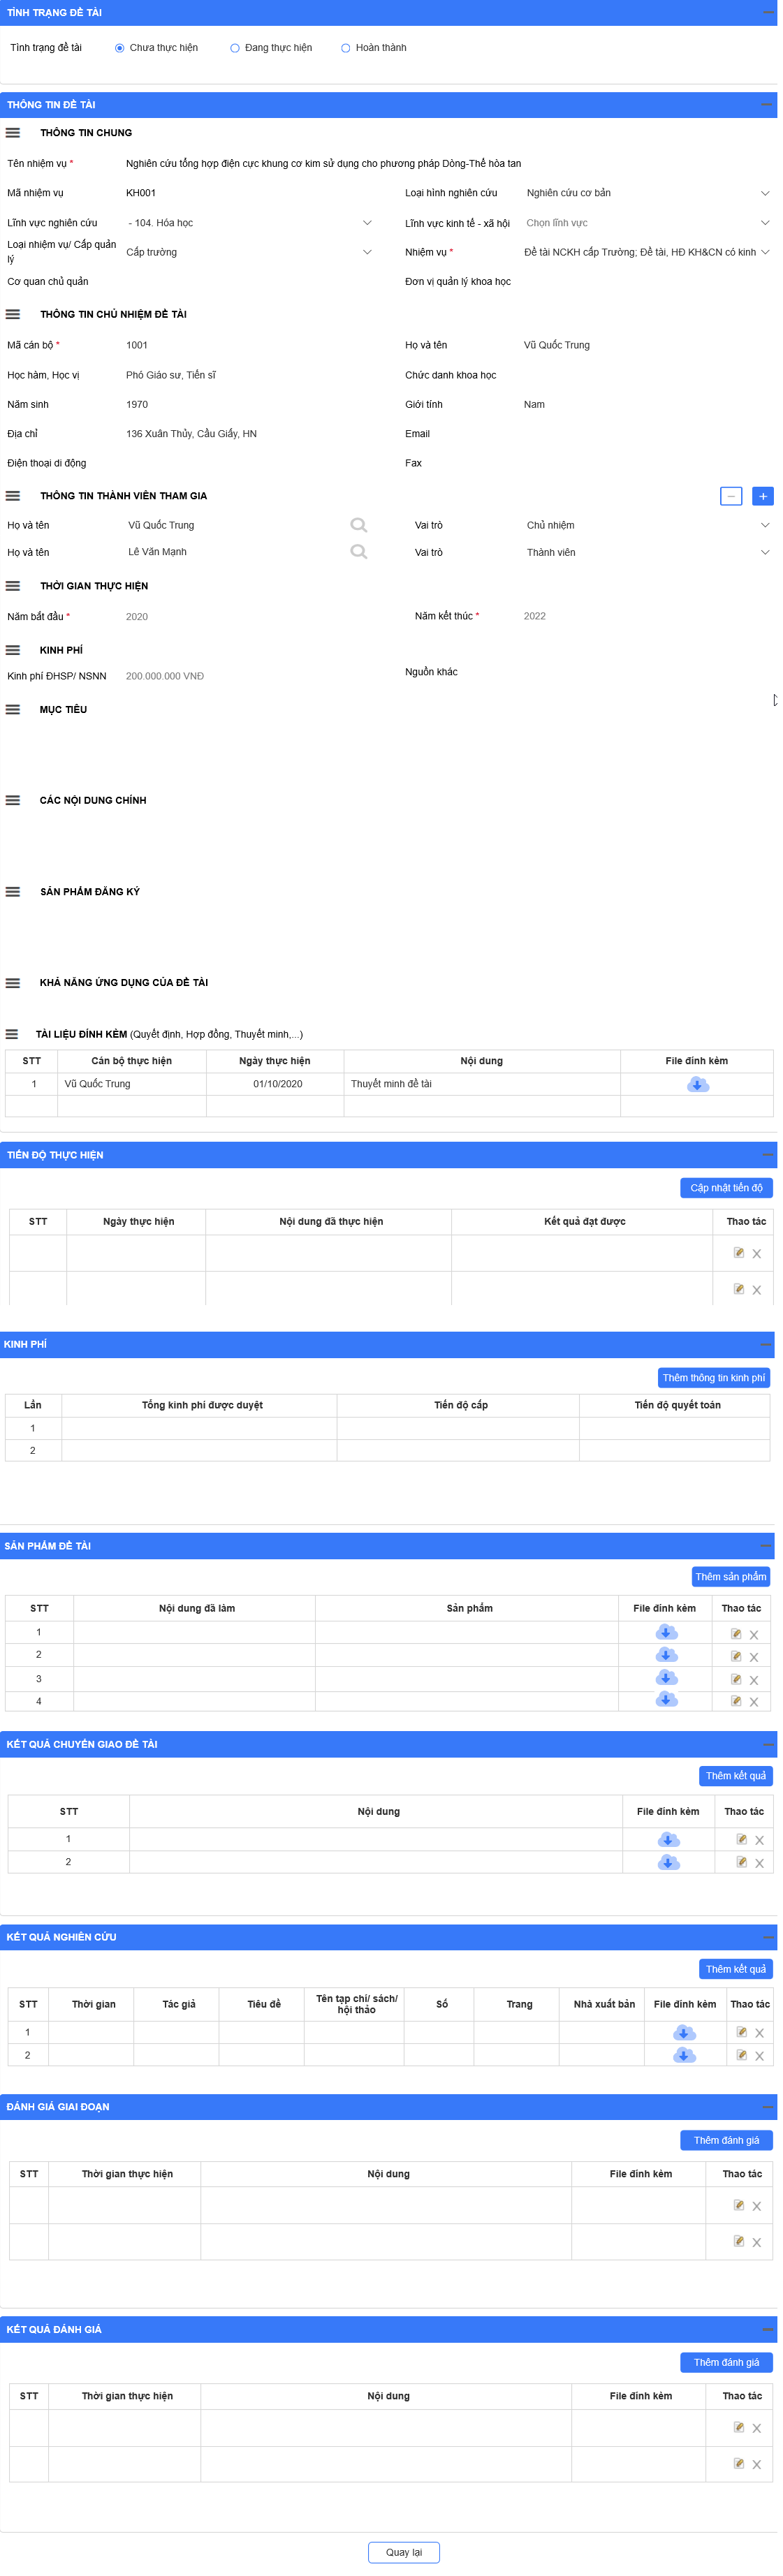 TÌNH TRẠNG ĐỀ TÀI
Tình trạng đề tài Chưa thực hiện Đang thực hiện Hoàn thành
THÔNG TIN ĐỀ TÀI
THÔNG TIN CHUNG
Tên nhiệm vụ * Nghiên cứu tổng hợp điện cực khung cơ kim sử dụng cho phương pháp Dòng-Thế hòa tan
Mã nhiệm vụ KH001 Loại hình nghiên cứu Nghiên cứu cơ bản
Lĩnh vực nghiên cứu - 104. Hóa học Lĩnh vực kinh tế - xã hội Chọn lĩnh vực
Loại nhiệm vụ/ Cấp quản lý Cấp trường Nhiệm vụ * Đề tài NCKH cấp Trường; Đề tài, HĐ KH&CN có kinh
Cơ quan chủ quản Đơn vị quản lý khoa học
THÔNG TIN CHỦ NHIỆM ĐỀ TÀI
Mã cán bộ * 1001 Họ và tên Vũ Quốc Trung
Học hàm, Học vị Phó Giáo sư, Tiến sĩ Chức danh khoa học
Năm sinh 1970 Giới tính Nam
Địa chỉ 136 Xuân Thủy, Cầu Giấy, HN Email
Điện thoại di động Fax
THÔNG TIN THÀNH VIÊN THAM GIA
Họ và tên Vũ Quốc Trung Vai trò Chủ nhiệm
Họ và tên Lê Văn Mạnh Vai trò Thành viên
THỜI GIAN THỰC HIỆN
Năm bắt đầu * 2020 Năm kết thúc * 2022
KINH PHÍ
Kinh phí ĐHSP/ NSNN 200.000.000 VNĐ Nguồn khác
MỤC TIÊU
CÁC NỘI DUNG CHÍNH
SẢN PHẨM ĐĂNG KÝ
KHẢ NĂNG ỨNG DỤNG CỦA ĐỀ TÀI
TÀI LIỆU ĐÍNH KÈM (Quyết định, Hợp đồng, Thuyết minh,...)
STT Cán bộ thực hiện Ngày thực hiện Nội dung File đính kèm
1 Vũ Quốc Trung 01/10/2020 Thuyết minh đề tài
TIẾN ĐỘ THỰC HIỆN
Cập nhật tiến độ
STT Ngày thực hiện Nội dung đã thực hiện Kết quả đạt được Thao tác
KINH PHÍ
Thêm thông tin kinh phí
Lần Tổng kinh phí được duyệt Tiến độ cấp Tiến độ quyết toán
1
2
SẢN PHẨM ĐỀ TÀI
Thêm sản phẩm
STT Nội dung đã làm Sản phẩm File đính kèm Thao tác
1
2
3
4
KẾT QUẢ CHUYỂN GIAO ĐỀ TÀI
Thêm kết quả
STT Nội dung File đính kèm Thao tác
1
2
KẾT QUẢ NGHIÊN CỨU
Thêm kết quả
STT Thời gian Tác giả Tiêu đề Tên tạp chí/ sách/ hội thảo Số Trang Nhà xuất bản File đính kèm Thao tác
1
2
ĐÁNH GIÁ GIAI ĐOẠN
Thêm đánh giá
STT Thời gian thực hiện Nội dung File đính kèm Thao tác
KẾT QUẢ ĐÁNH GIÁ
Thêm đánh giá
STT Thời gian thực hiện Nội dung File đính kèm Thao tác
Quay lại